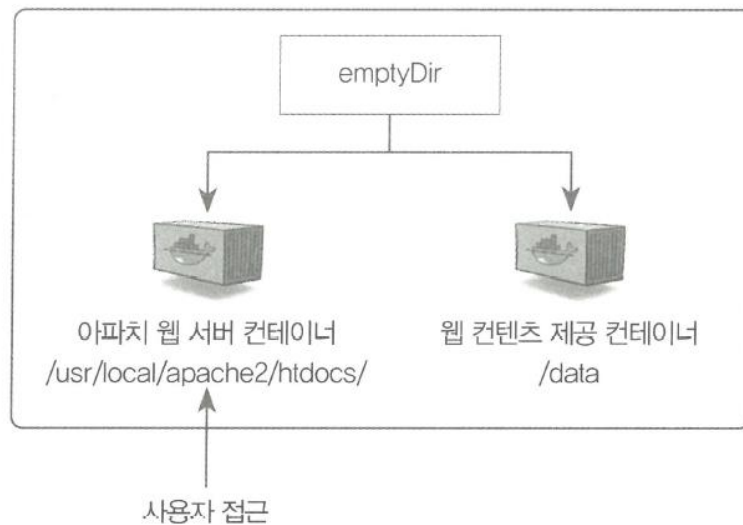 emptyDir
아파치 웹 서버 컨테이너
웹 컨텐츠 제공 컨테이너
/usr/local/apache2/htdocs/
/data
사용자 접근